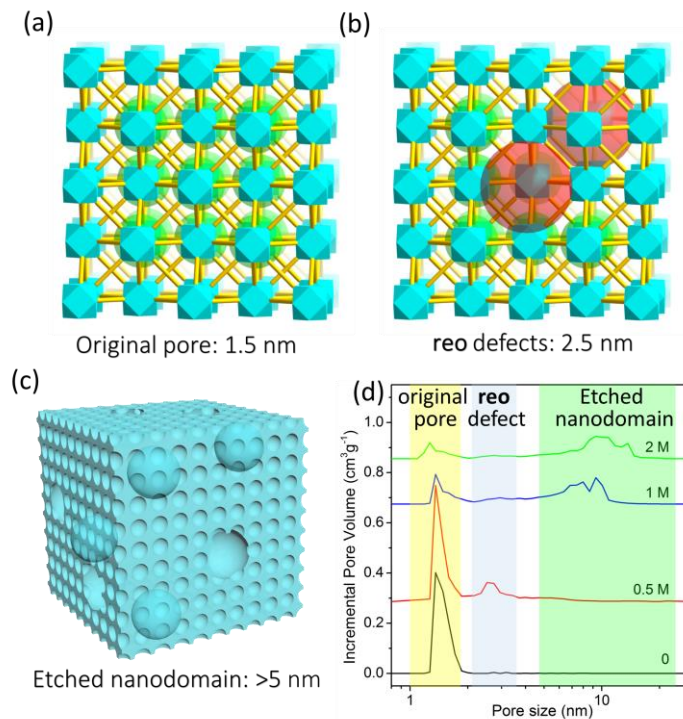 (a)
(b)
Original pore: 1.5 nm
reo defects: 2.5 nm
(c)
Etched nanodomain: >5 nm
(d)
original
pore
reo
defect
Etched
nanodomain
Incremental Pore Volume (cm³g⁻¹)
1.0
0.8
0.6
0.4
0.2
0.0
2 M
1 M
0.5 M
0
1
10
Pore size (nm)